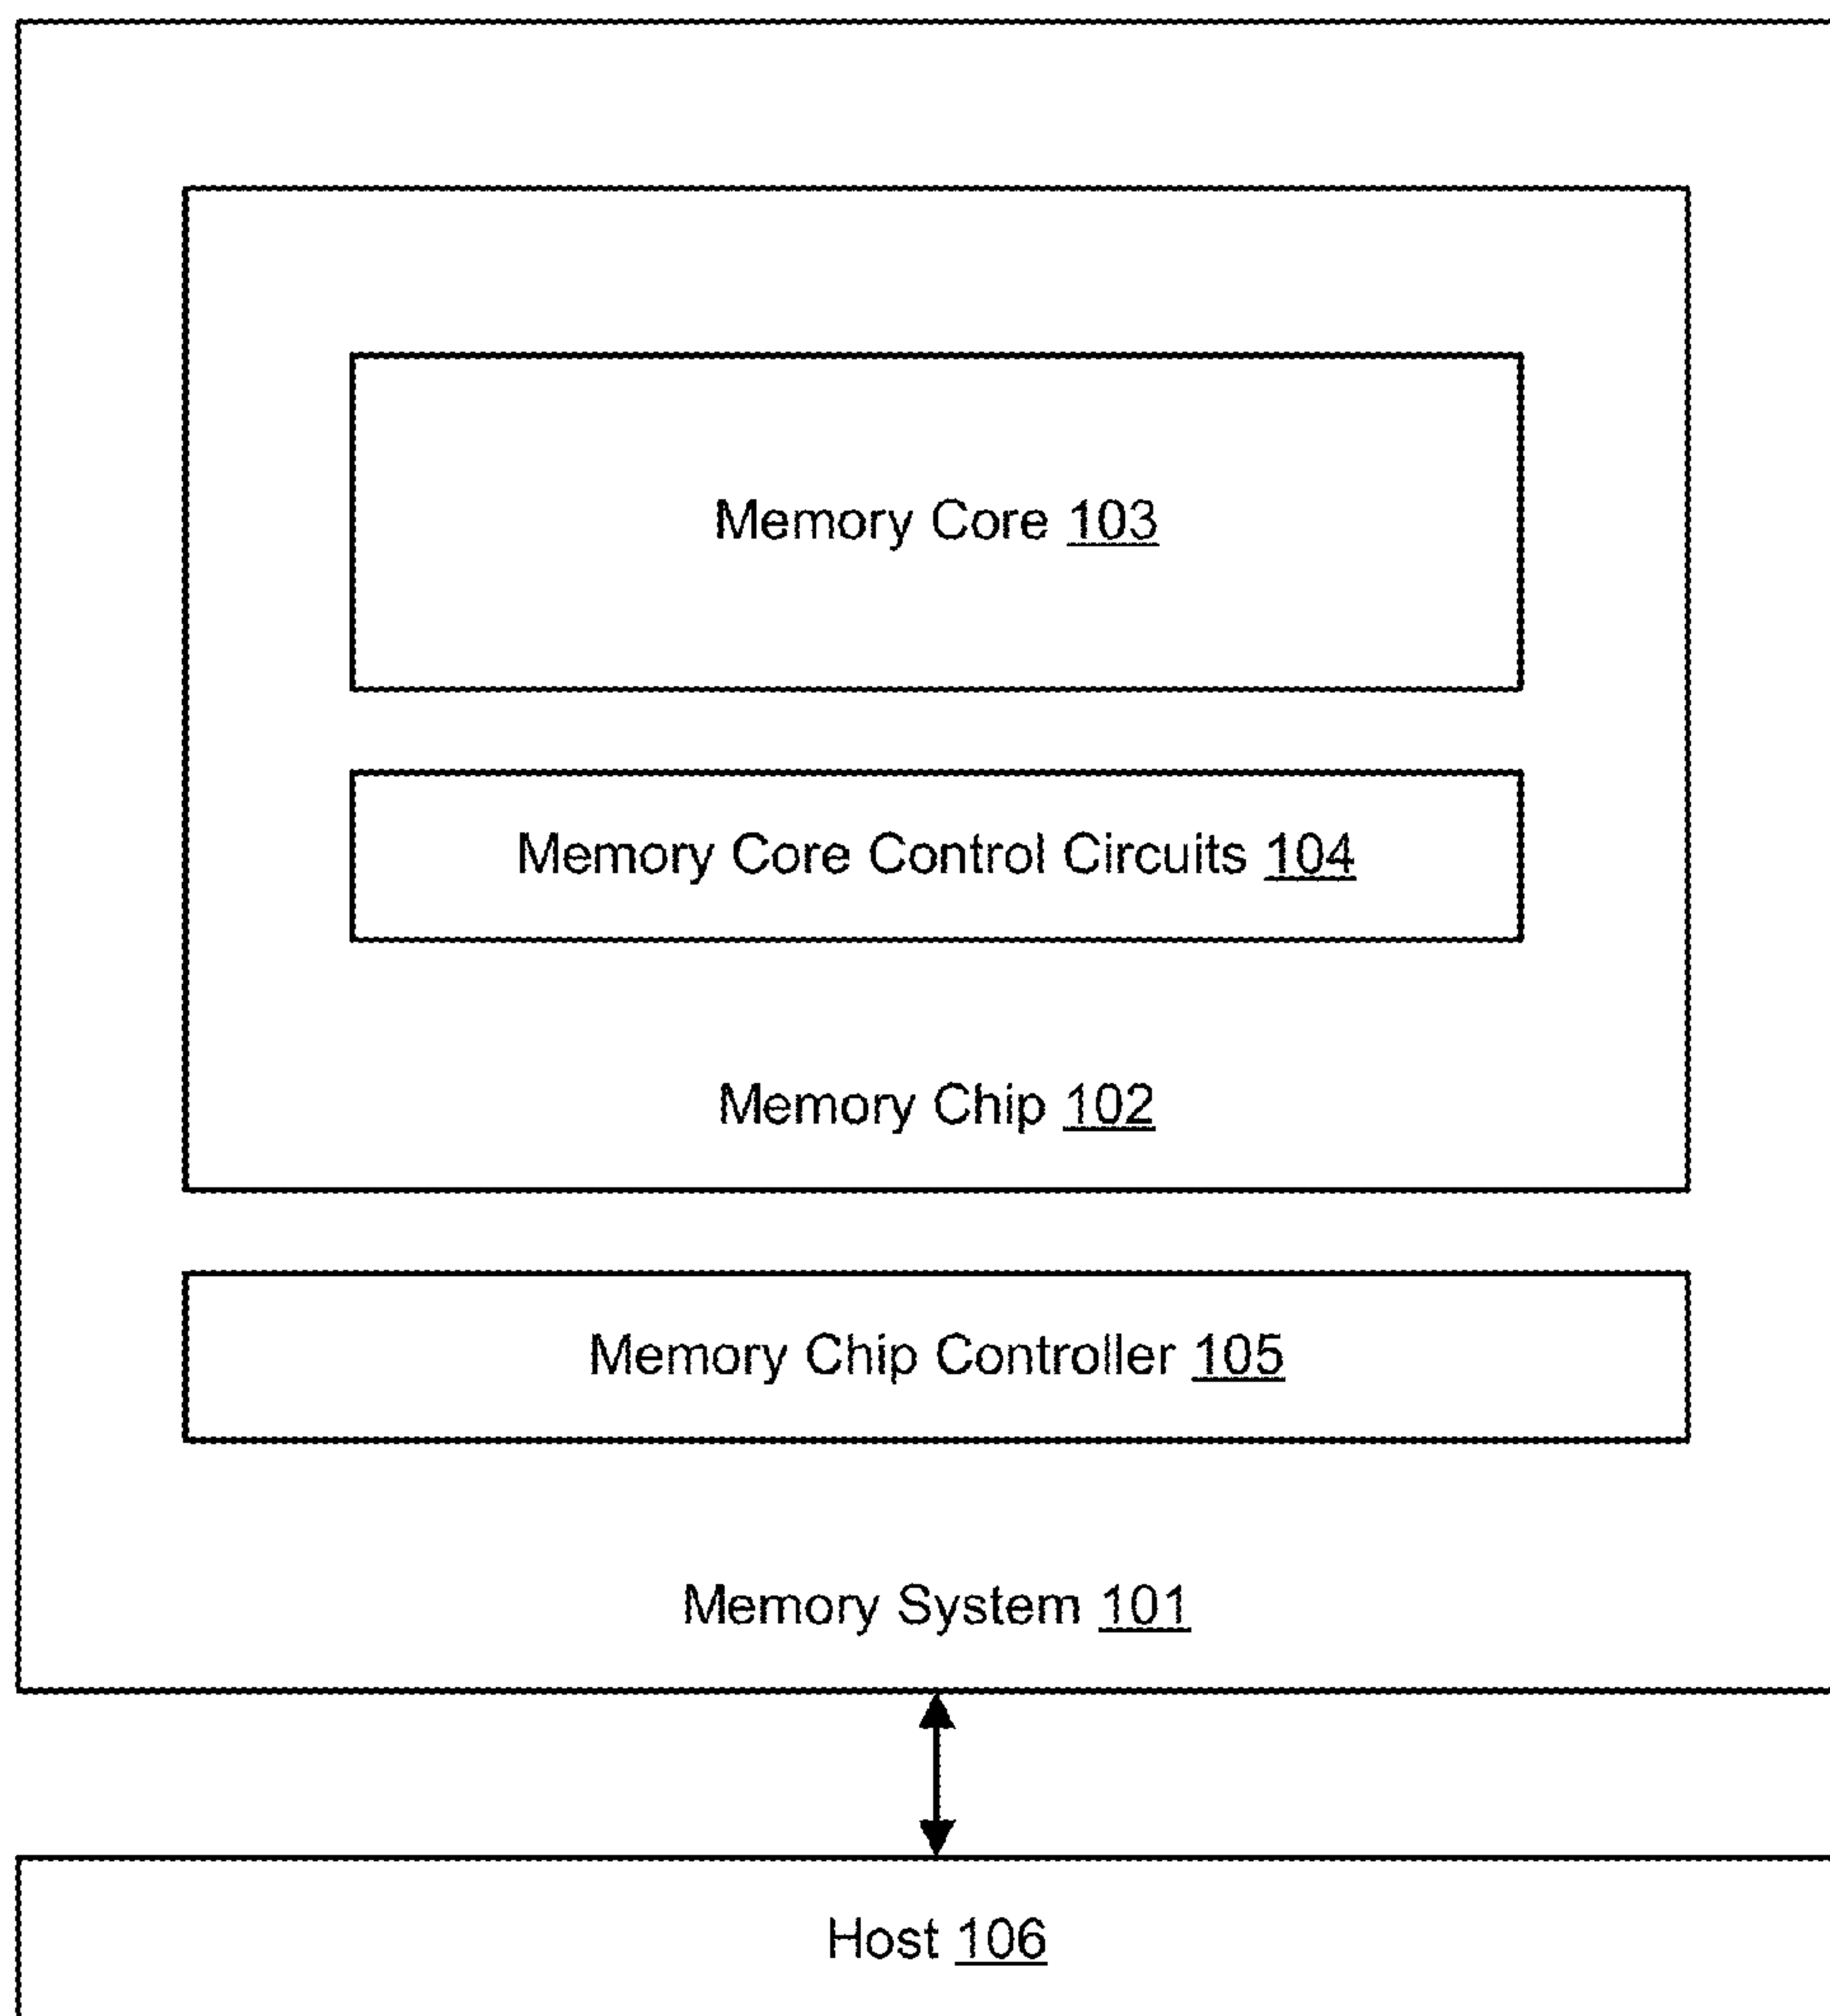 Memory Core 103
Memory Core Control Circuits 104
Memory Chip 102
Memory Chip Controller 105
Memory System 101
Host 106